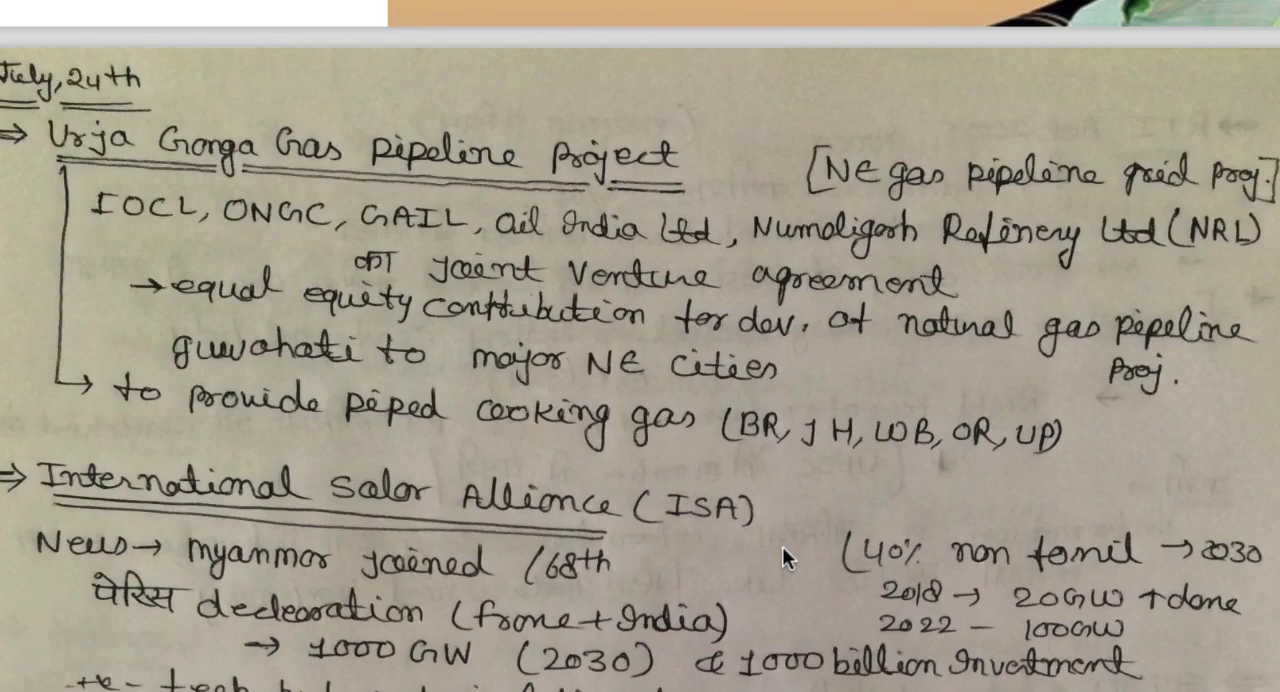 July, 24th
⇒ Urja Ganga Gas pipeline project
[NE gas pipeline grid proj.]
IOCL, ONGC, GAIL, Oil India Ltd, Numaligarh Refinery Ltd (NRL)
का joint venture agreement
→ equal equity contribution for dev. of natural gas pipeline
guwahati to major NE cities proj.
→ to provide piped cooking gas (BR, JH, WB, OR, UP)
⇒ International Solar Alliance (ISA)
News → Myanmar joined /68th (40% non fossil → 2030
2018 → 20GW ↑ done
पेरिस declearation (france + India)
2022 - 100GW
→ 1000 GW (2030) & 1000 billion Investment